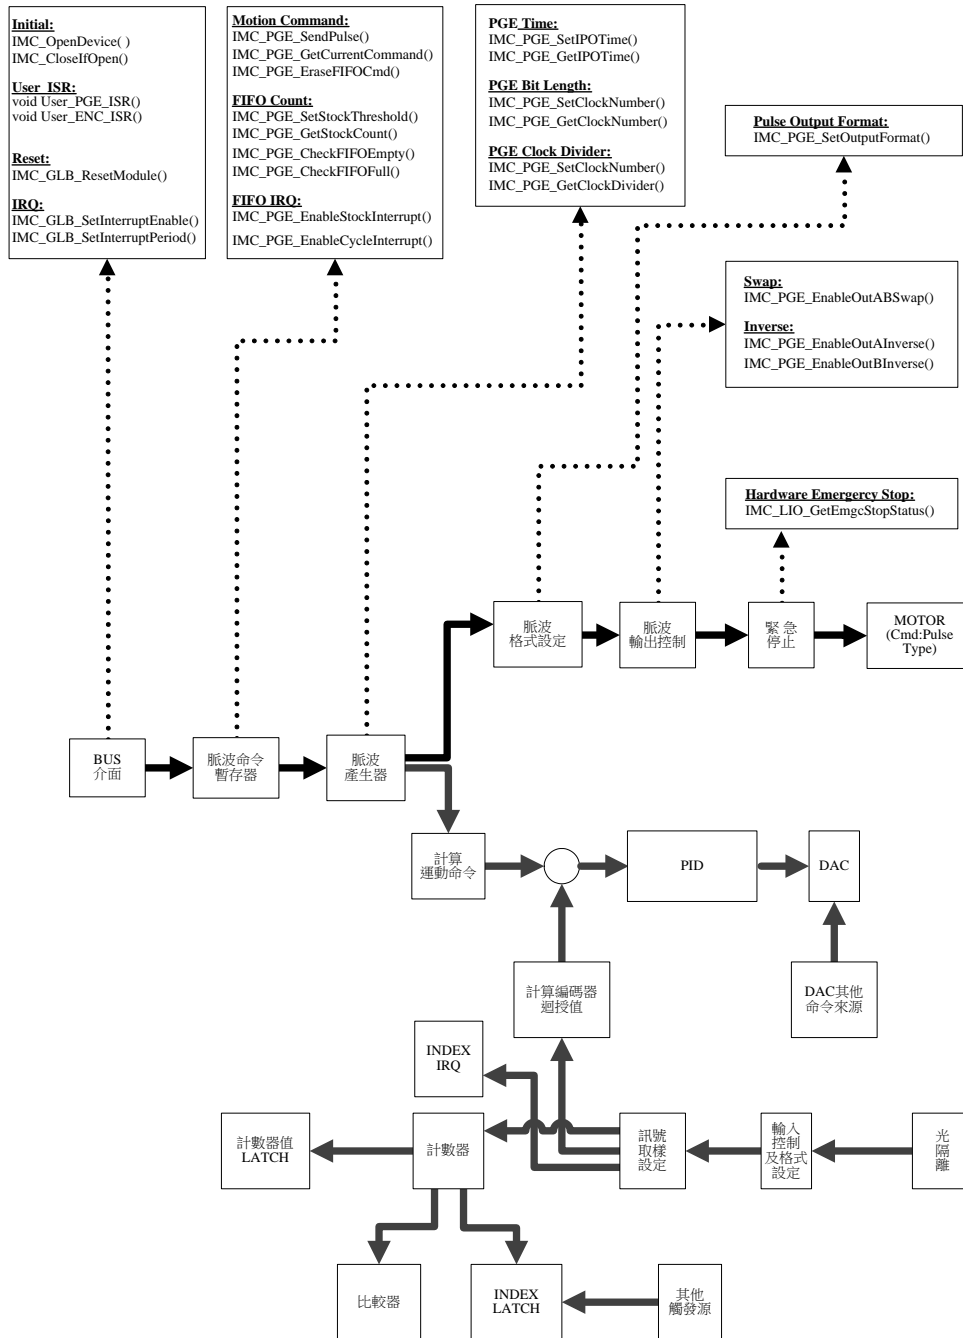 Initial:
IMC_OpenDevice( )
IMC_CloseIfOpen()
User ISR:
void User_PGE_ISR()
void User_ENC_ISR()
Reset:
IMC_GLB_ResetModule()
IRQ:
IMC_GLB_SetInterruptEnable()
IMC_GLB_SetInterruptPeriod()
Motion Command:
IMC_PGE_SendPulse()
IMC_PGE_GetCurrentCommand()
IMC_PGE_EraseFIFOCmd()
FIFO Count:
IMC_PGE_SetStockThreshold()
IMC_PGE_GetStockCount()
IMC_PGE_CheckFIFOEmpty()
IMC_PGE_CheckFIFOFull()
FIFO IRQ:
IMC_PGE_EnableStockInterrupt()
IMC_PGE_EnableCycleInterrupt()
PGE Time:
IMC_PGE_SetIPOTime()
IMC_PGE_GetIPOTime()
PGE Bit Length:
IMC_PGE_SetClockNumber()
IMC_PGE_GetClockNumber()
PGE Clock Divider:
IMC_PGE_SetClockNumber()
IMC_PGE_GetClockDivider()
Pulse Output Format:
IMC_PGE_SetOutputFormat()
Swap:
IMC_PGE_EnableOutABSwap()
Inverse:
IMC_PGE_EnableOutAInverse()
IMC_PGE_EnableOutBInverse()
Hardware Emergercy Stop:
IMC_LIO_GetEmgcStopStatus()
脈波
格式設定
脈波
輸出控制
緊 急
停止
MOTOR
(Cmd:Pulse
Type)
BUS
介面
脈波命令
暫存器
脈波
產生器
計算
運動命令
PID
DAC
計算編碼器
迴授值
DAC其他
命令來源
INDEX
IRQ
計數器值
LATCH
計數器
訊號
取樣
設定
輸入
控制
及格式
設定
光
隔
離
比較器
INDEX
LATCH
其他
觸發源